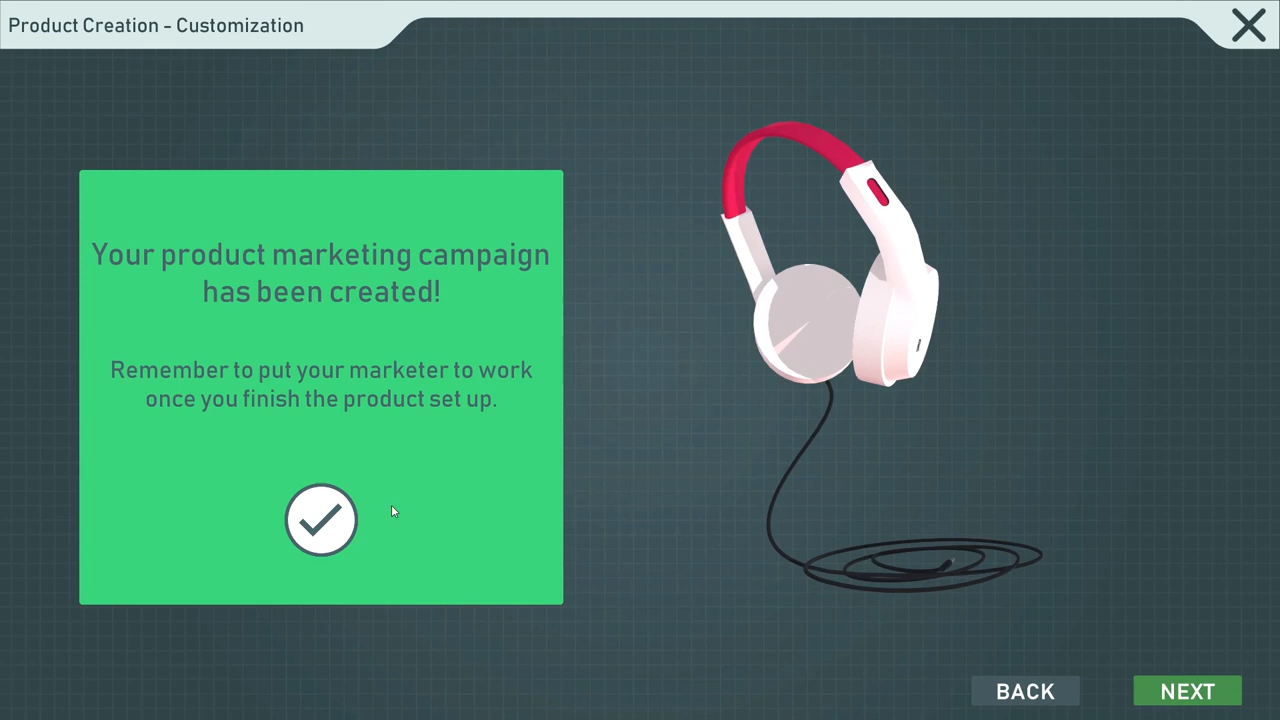 Product Creation - Customization
Your product marketing campaign
has been created!
Remember to put your marketer to work
once you finish the product set up.
BACK
NEXT